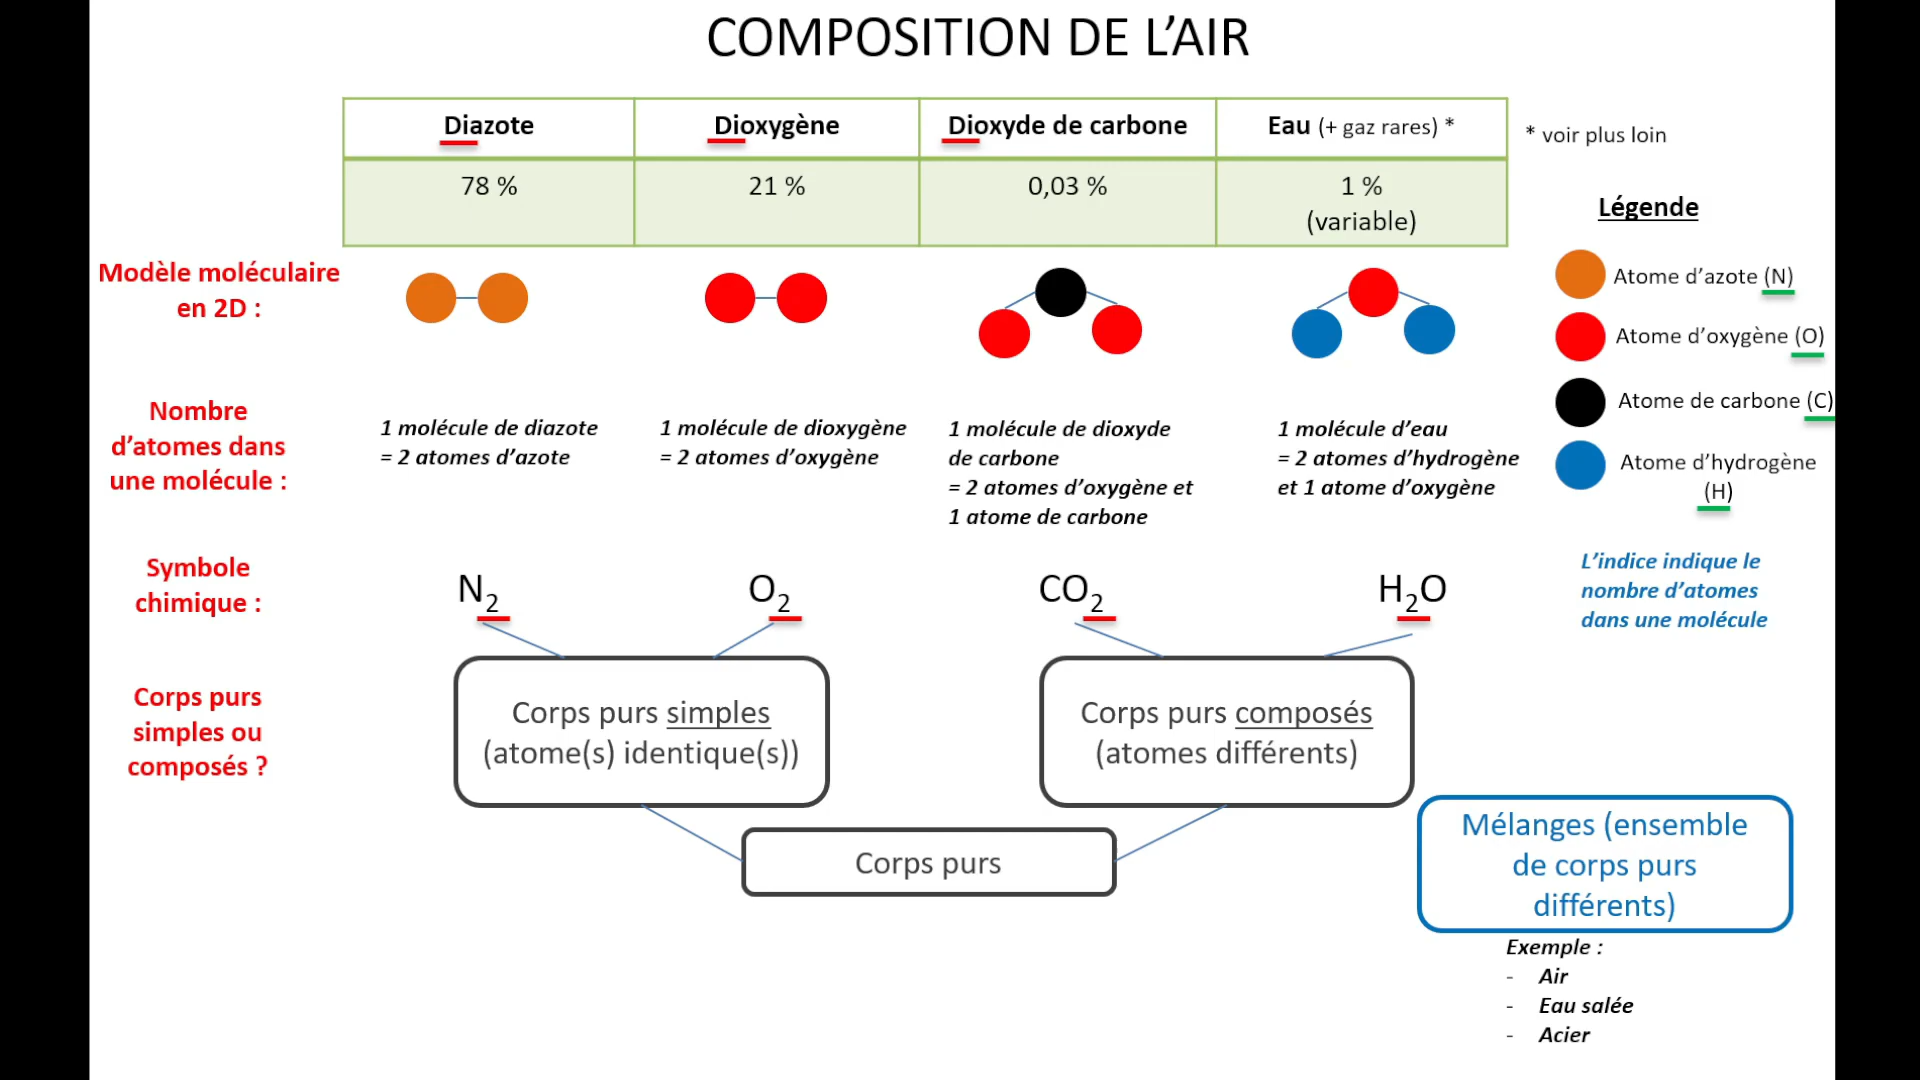 COMPOSITION DE L’AIR
Diazote
Dioxygène
Dioxyde de carbone
Eau (+ gaz rares) *
* voir plus loin
78 %
21 %
0,03 %
1 %
(variable)
Légende
Modèle moléculaire
en 2D :
Atome d’azote (N)
Atome d’oxygène (O)
Atome de carbone (C)
Atome d’hydrogène
(H)
Nombre
d’atomes dans
une molécule :
1 molécule de diazote
= 2 atomes d’azote
1 molécule de dioxygène
= 2 atomes d’oxygène
1 molécule de dioxyde
de carbone
= 2 atomes d’oxygène et
1 atome de carbone
1 molécule d’eau
= 2 atomes d’hydrogène
et 1 atome d’oxygène
Symbole
chimique :
N₂
O₂
CO₂
H₂O
L’indice indique le
nombre d’atomes
dans une molécule
Corps purs
simples ou
composés ?
Corps purs simples
(atome(s) identique(s))
Corps purs composés
(atomes différents)
Corps purs
Mélanges (ensemble
de corps purs
différents)
Exemple :
- Air
- Eau salée
- Acier